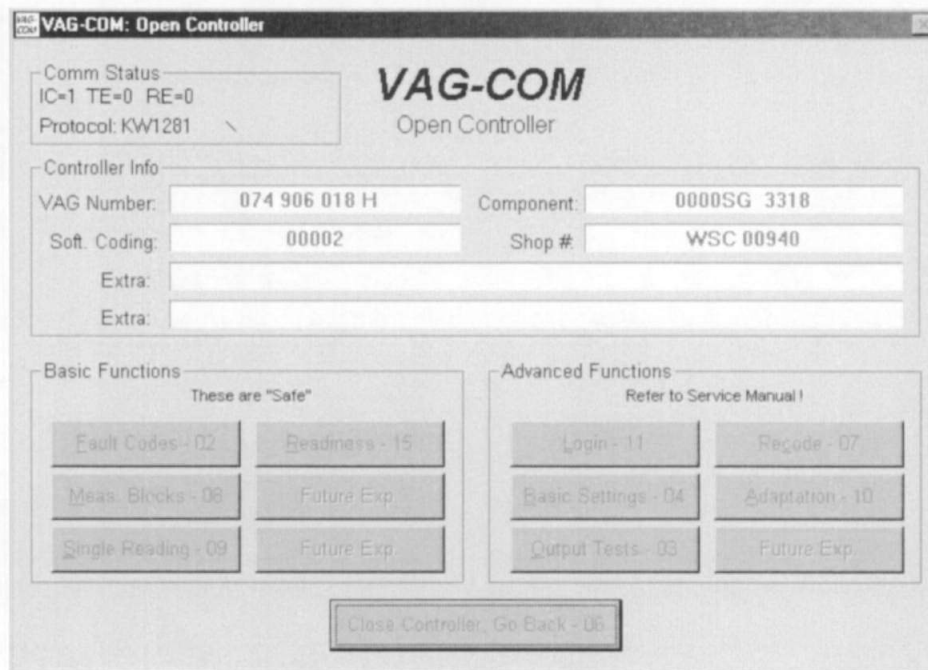 VAG-COM: Open Controller
Comm Status
IC=1 TE=0 RE=0
Protocol: KW1281
VAG-COM
Open Controller
Controller Info
VAG Number: 074 906 018 H Component: 0000SG 3318
Soft. Coding: 00002 Shop #: WSC 00940
Extra:
Extra:
Basic Functions
These are "Safe"
Fault Codes - 02 Readiness - 15
Meas. Blocks - 08 Future Exp.
Single Reading - 09 Future Exp.
Advanced Functions
Refer to Service Manual !
Login - 11 Recode - 07
Basic Settings - 04 Adaptation - 10
Output Tests - 03 Future Exp.
Close Controller, Go Back - 06